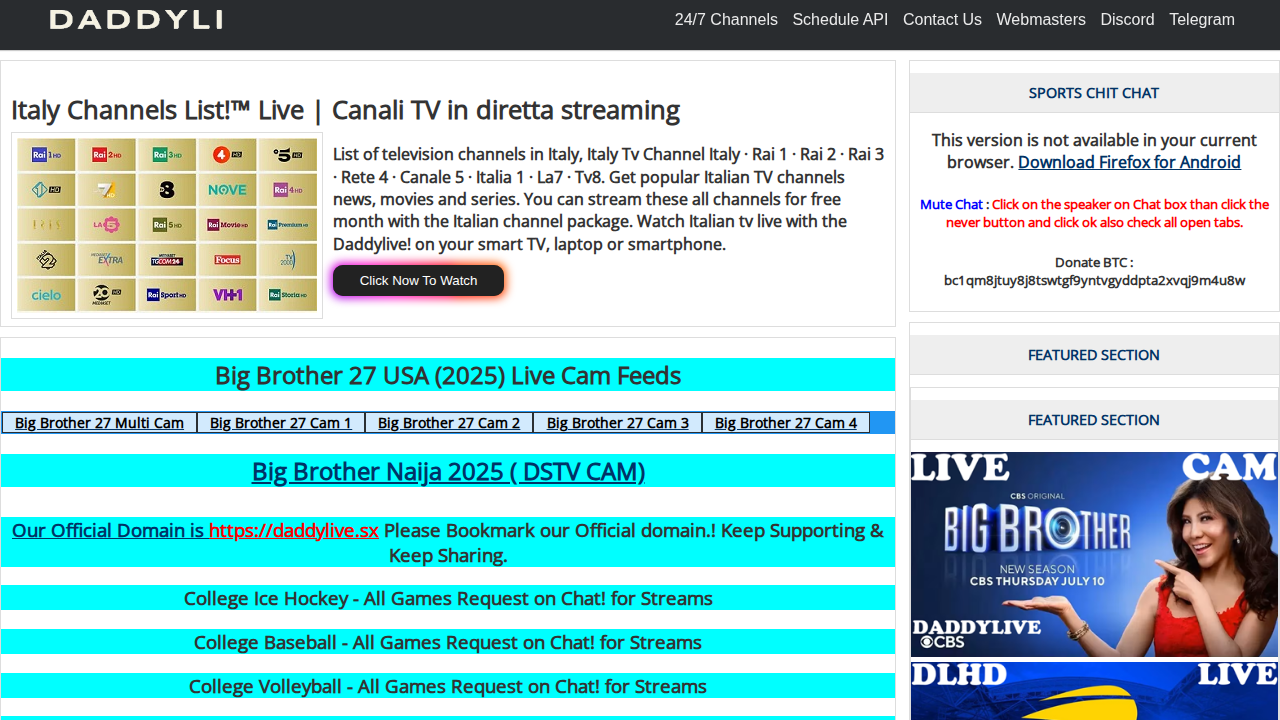 DADDYLI
24/7 Channels Schedule API Contact Us Webmasters Discord Telegram
Italy Channels List!™ Live | Canali TV in diretta streaming
Rai 1 HD Rai 2 HD Rai 3 HD 4 HD 5 HD
1 HD 7 8 NOVE Rai 4 HD
IRIS LA 5 Rai 5 HD Rai Movie HD Rai Premium HD
MEDIASET EXTRA MEDIASET TGCOM24 Focus TV 2000
cielo 20 HD MEDIASET Rai Sport HD VH1 Rai Storia HD
List of television channels in Italy, Italy Tv Channel Italy · Rai 1 · Rai 2 · Rai 3
· Rete 4 · Canale 5 · Italia 1 · La7 · Tv8. Get popular Italian TV channels
news, movies and series. You can stream these all channels for free
month with the Italian channel package. Watch Italian tv live with the
Daddylive! on your smart TV, laptop or smartphone.
Click Now To Watch
Big Brother 27 USA (2025) Live Cam Feeds
Big Brother 27 Multi Cam Big Brother 27 Cam 1 Big Brother 27 Cam 2 Big Brother 27 Cam 3 Big Brother 27 Cam 4
Big Brother Naija 2025 ( DSTV CAM)
Our Official Domain is https://daddylive.sx Please Bookmark our Official domain.! Keep Supporting &
Keep Sharing.
College Ice Hockey - All Games Request on Chat! for Streams
College Baseball - All Games Request on Chat! for Streams
College Volleyball - All Games Request on Chat! for Streams
SPORTS CHIT CHAT
This version is not available in your current
browser. Download Firefox for Android
Mute Chat : Click on the speaker on Chat box than click the
never button and click ok also check all open tabs.
Donate BTC :
bc1qm8jtuy8j8tswtgf9yntvgyddpta2xvqj9m4u8w
FEATURED SECTION
FEATURED SECTION
LIVE CAM
CBS ORIGINAL
BIG BROTHER
NEW SEASON
CBS THURSDAY JULY 10
DADDYLIVE
CBS
DLHD LIVE